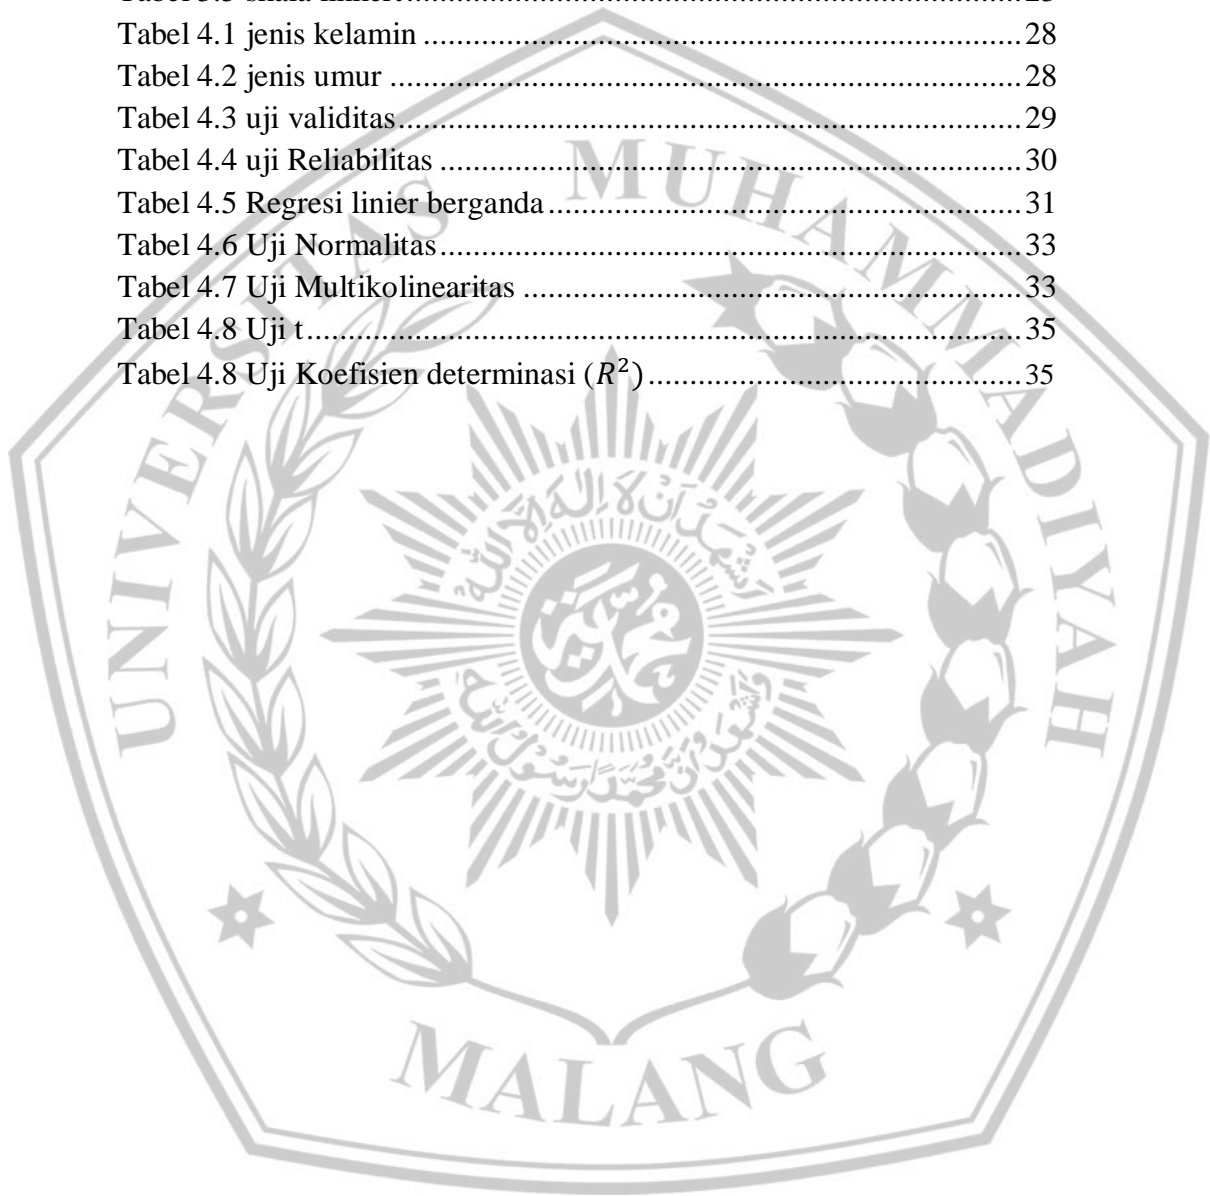 Tabel 4.1 jenis kelamin ........................................................................28
Tabel 4.2 jenis umur ............................................................................28
Tabel 4.3 uji validitas...........................................................................29
Tabel 4.4 uji Reliabilitas ......................................................................30
Tabel 4.5 Regresi linier berganda.........................................................31
Tabel 4.6 Uji Normalitas......................................................................33
Tabel 4.7 Uji Multikolinearitas ............................................................33
Tabel 4.8 Uji t......................................................................................35
Tabel 4.8 Uji Koefisien determinasi (𝑅²).............................................35
UNIVERSITAS MUHAMMADIYAH
MALANG